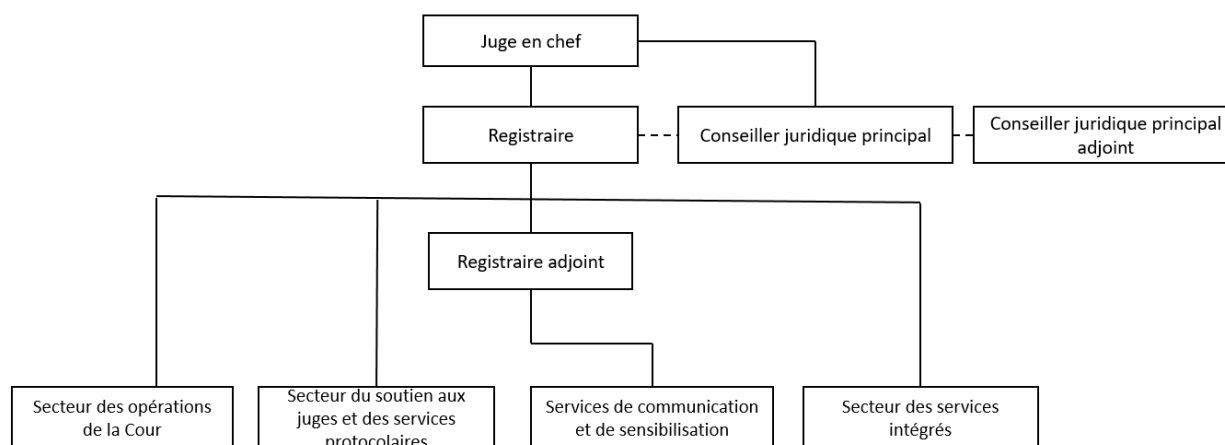 Juge en chef
Registraire
Conseiller juridique principal
Conseiller juridique principal
adjoint
Registraire adjoint
Secteur des opérations
de la Cour
Secteur du soutien aux
juges et des services
protocolaires
Services de communication
et de sensibilisation
Secteur des services
intégrés